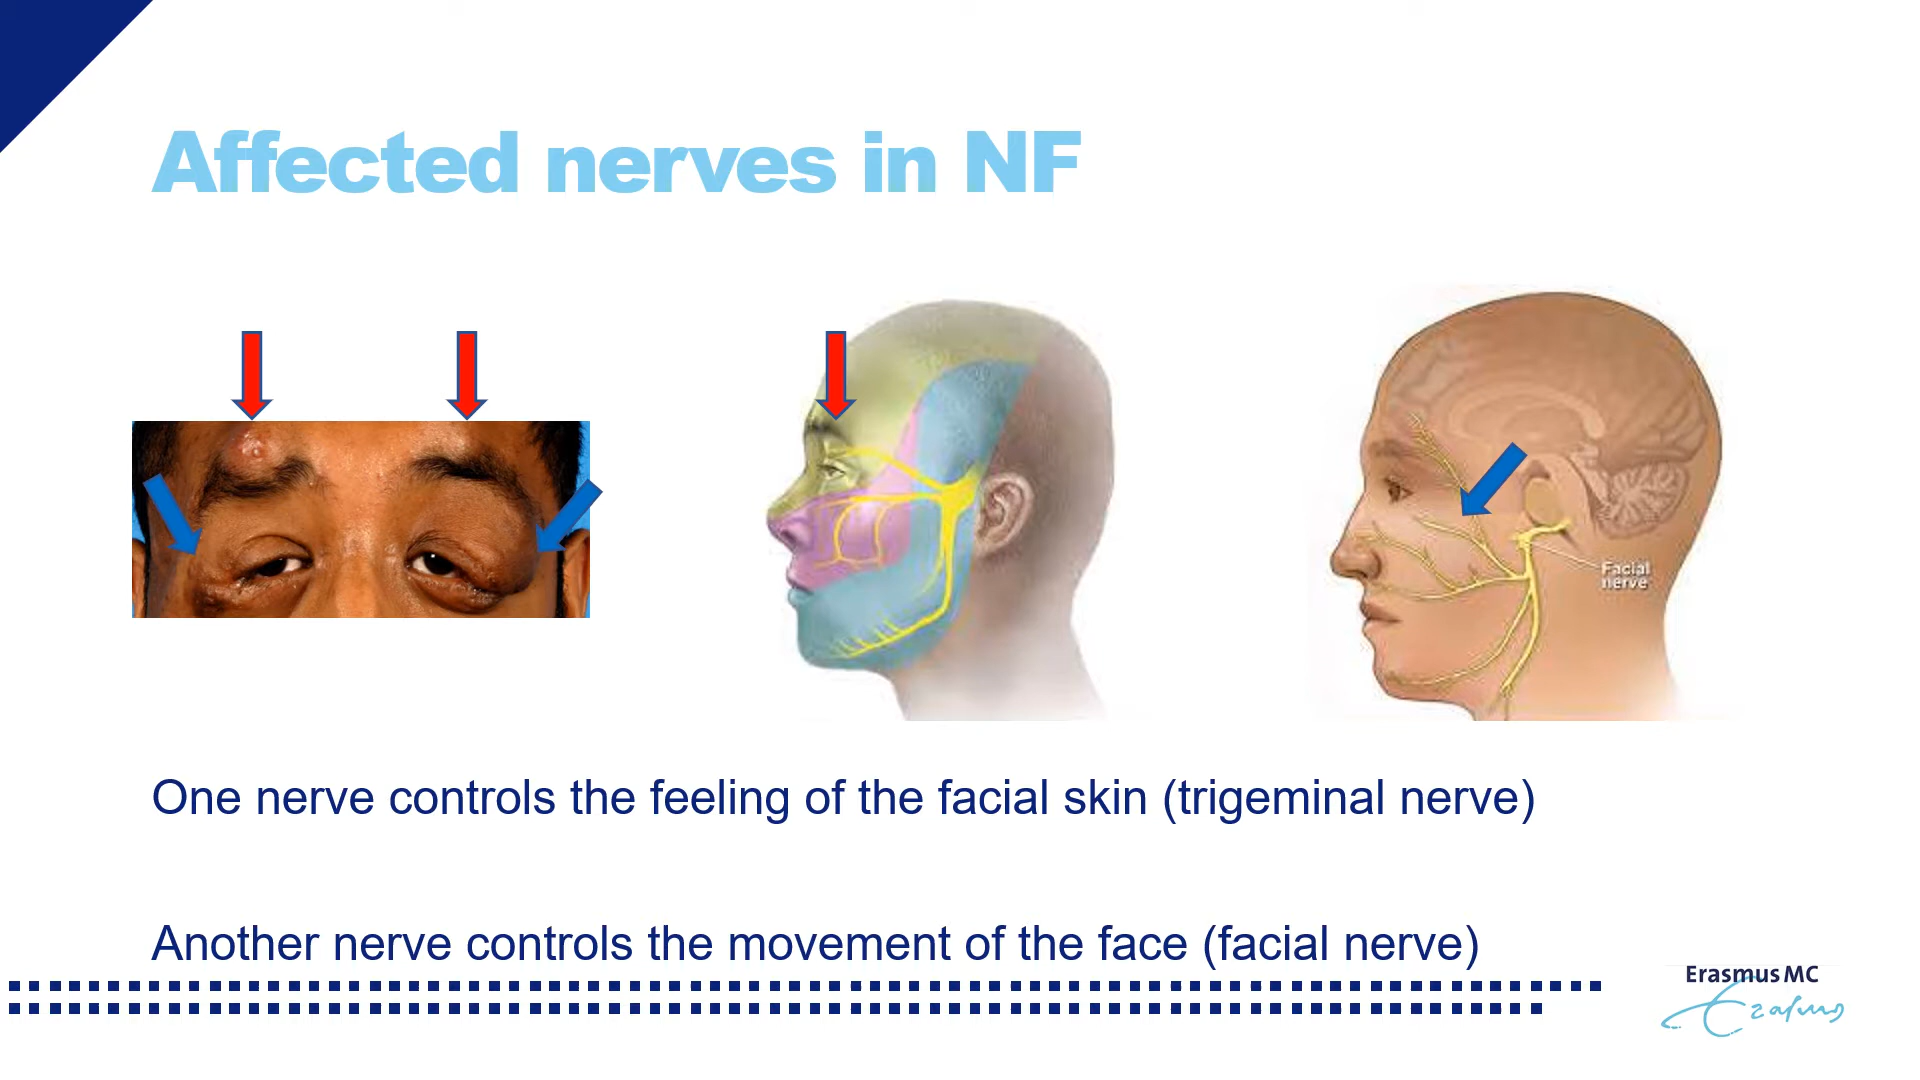 Affected nerves in NF
Facial
nerve
One nerve controls the feeling of the facial skin (trigeminal nerve)
Another nerve controls the movement of the face (facial nerve)
Erasmus MC
Erasmus